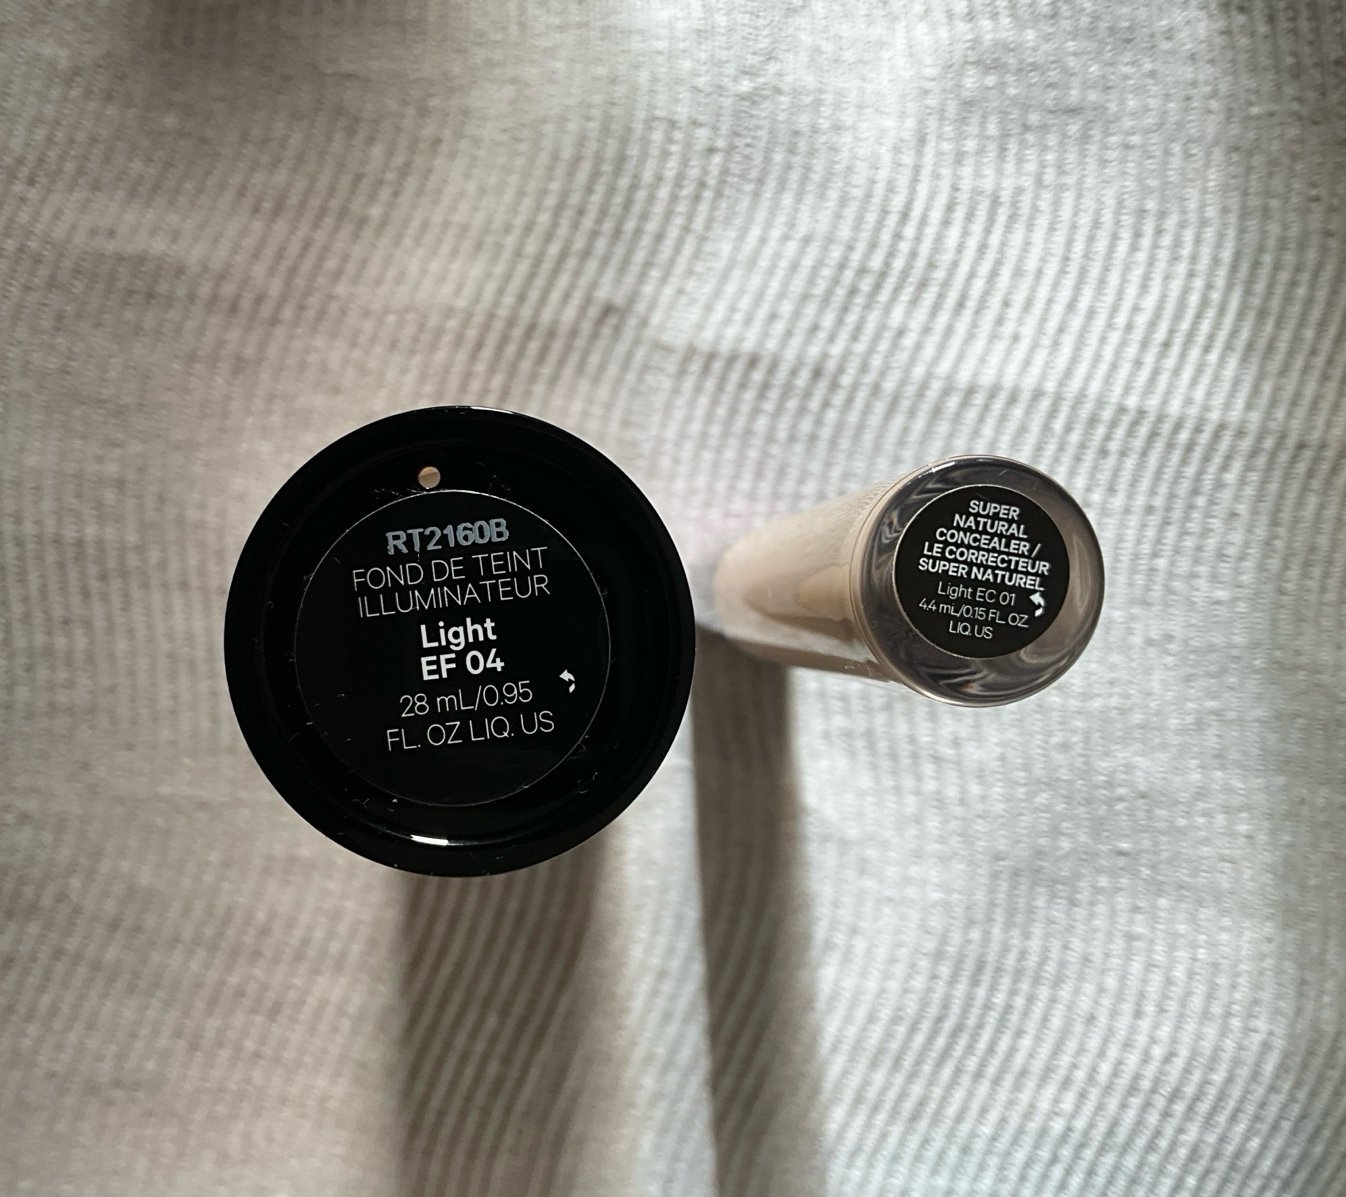 RT2160B
FOND DE TEINT
ILLUMINATEUR
Light
EF 04
28 mL/0.95
FL. OZ LIQ. US
SUPER
NATURAL
CONCEALER /
LE CORRECTEUR
SUPER NATUREL
Light EC 01
4.4 mL/0.15 FL. OZ
LIQ. US